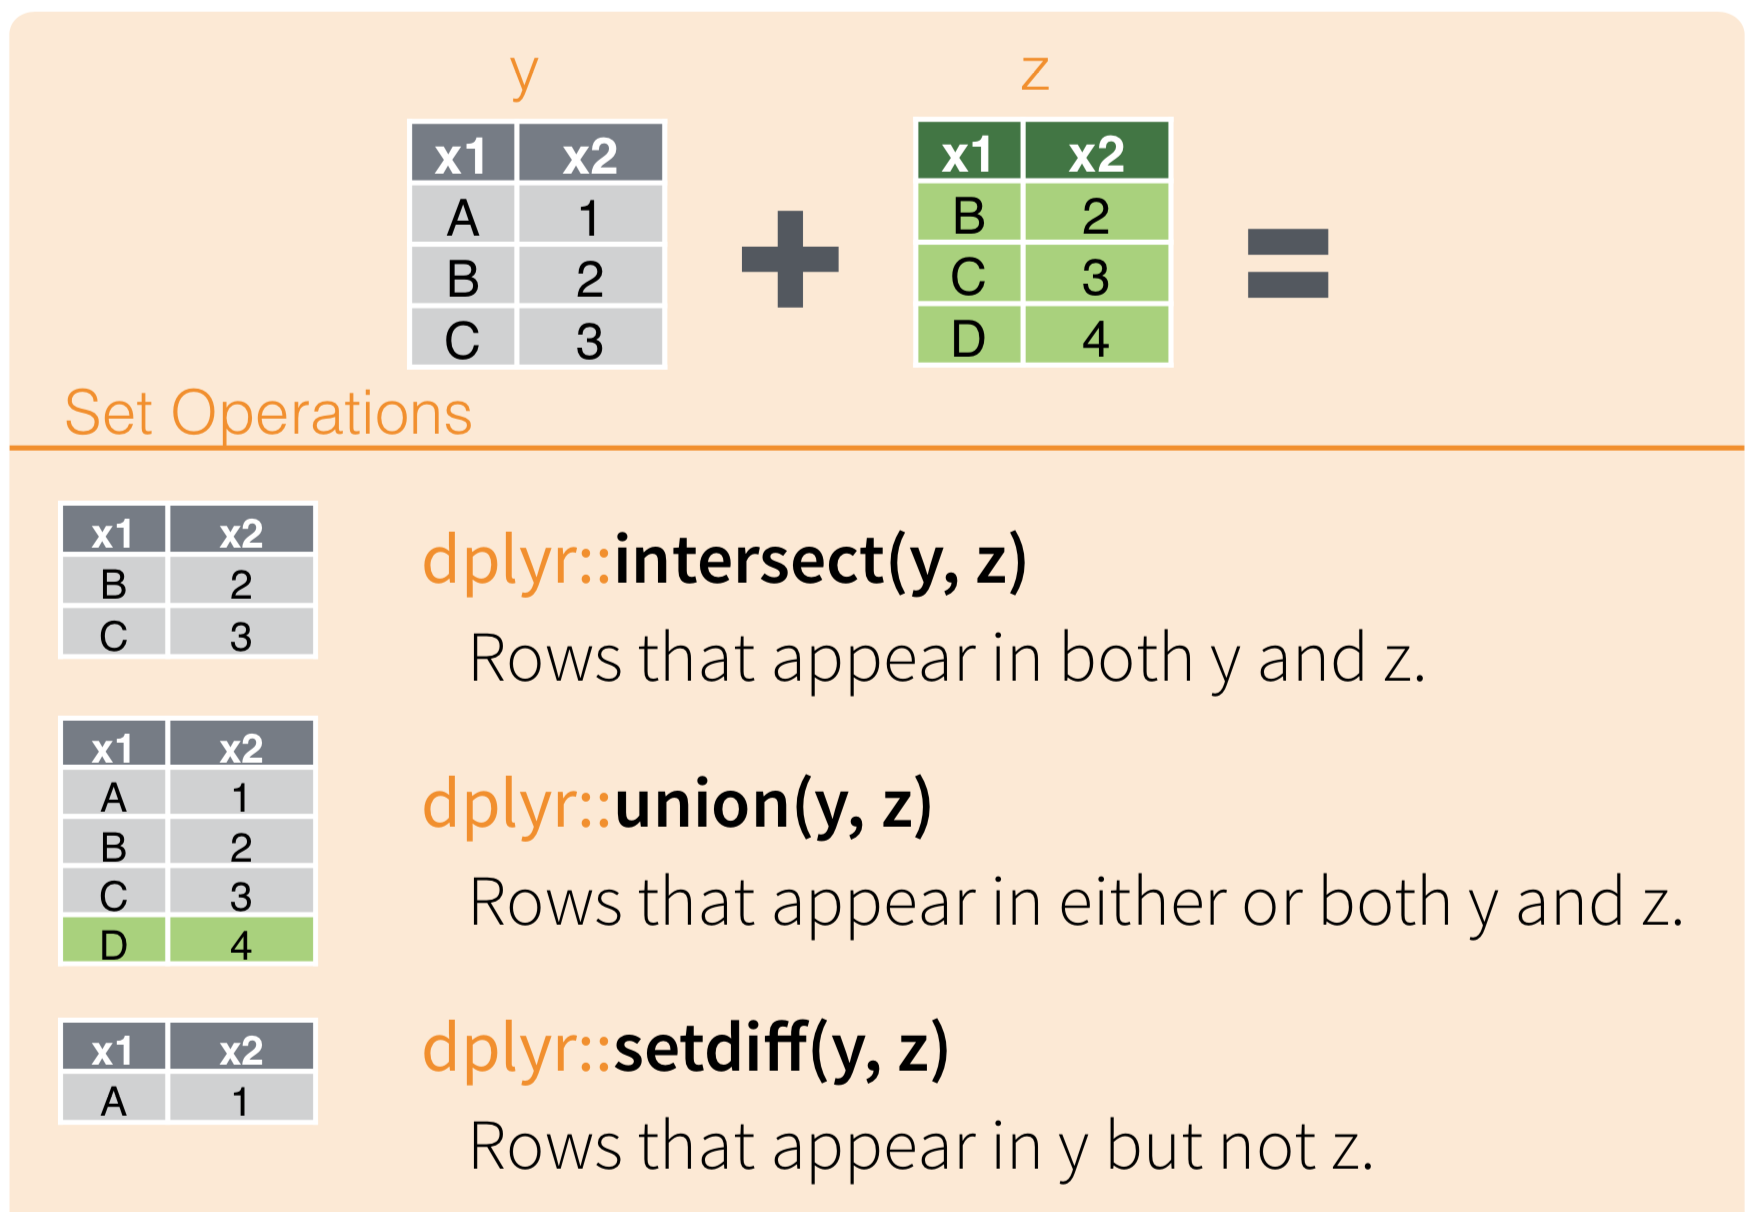 y z
x1 x2 x1 x2
A 1 B 2
B 2 C 3
C 3 D 4
Set Operations
x1 x2
B 2
C 3
dplyr::intersect(y, z)
Rows that appear in both y and z.
x1 x2
A 1
B 2
C 3
D 4
dplyr::union(y, z)
Rows that appear in either or both y and z.
x1 x2
A 1
dplyr::setdiff(y, z)
Rows that appear in y but not z.